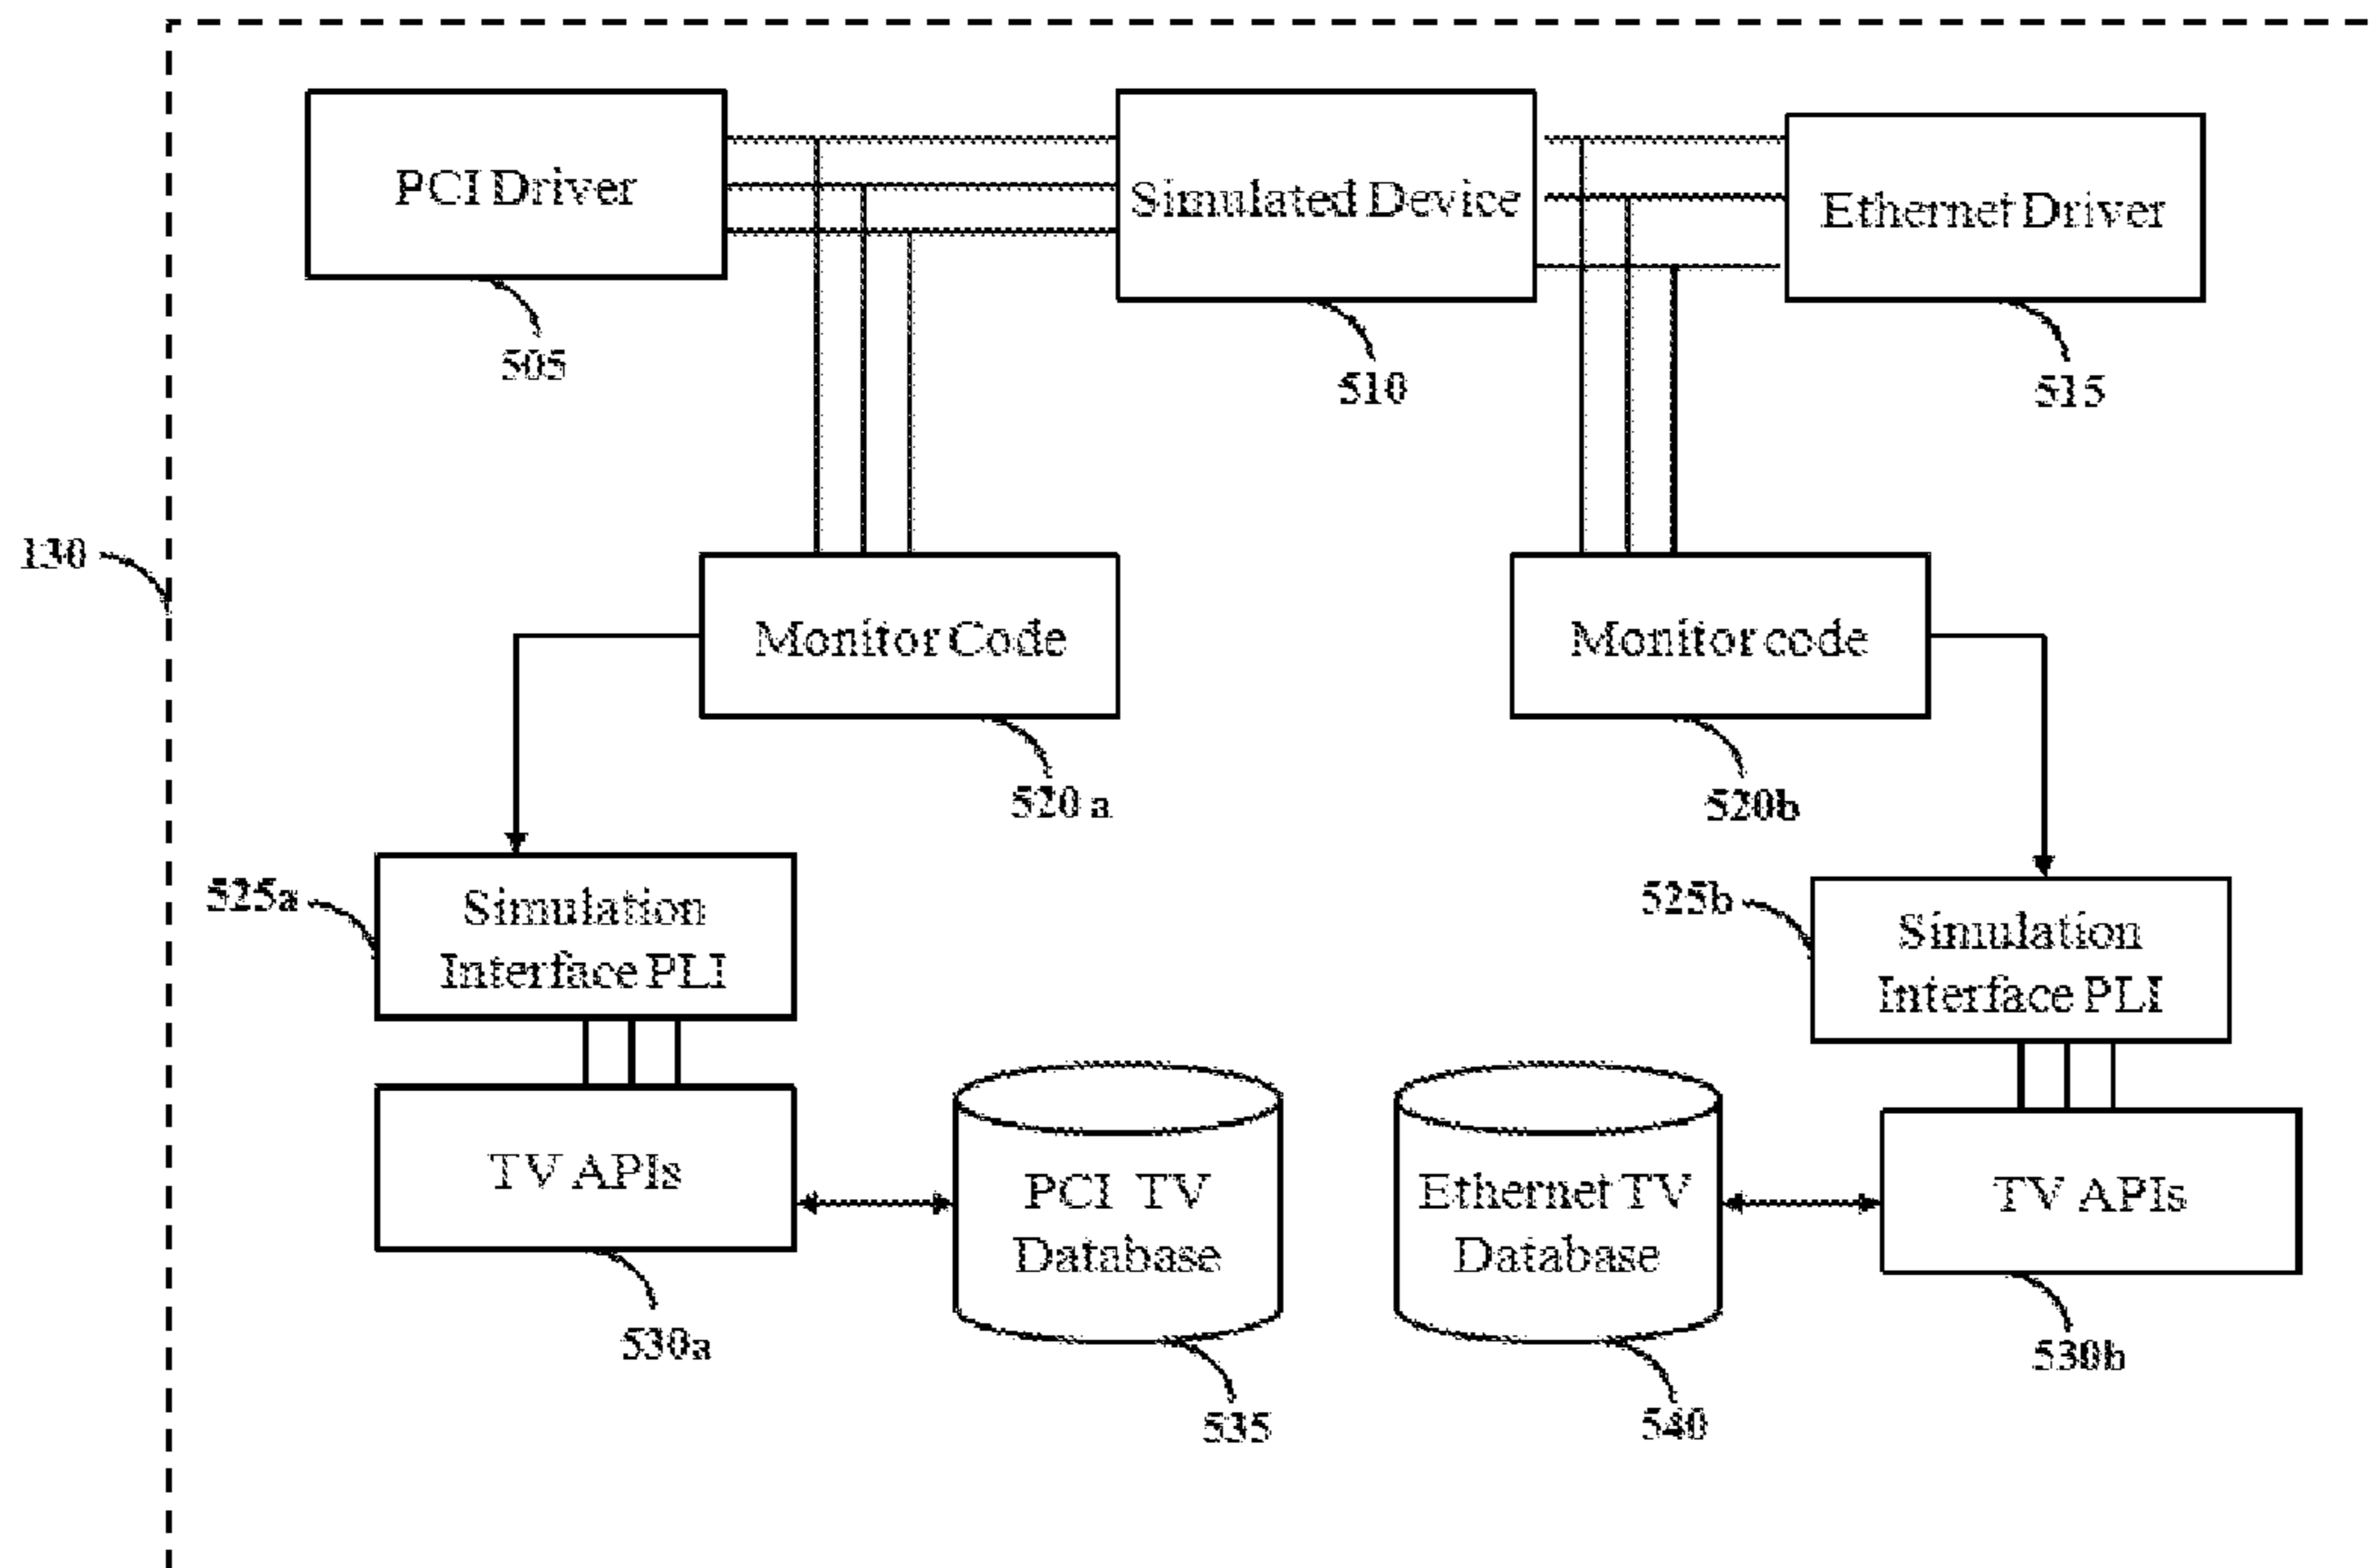 PCI Driver
Simulated Device
Ethernet Driver
505
510
515
130
Monitor Code
Monitor code
520a
520b
525a
Simulation
Interface PLI
525b
Simulation
Interface PLI
TV APIs
PCI TV
Database
Ethernet TV
Database
TV APIs
530a
530b
535
540